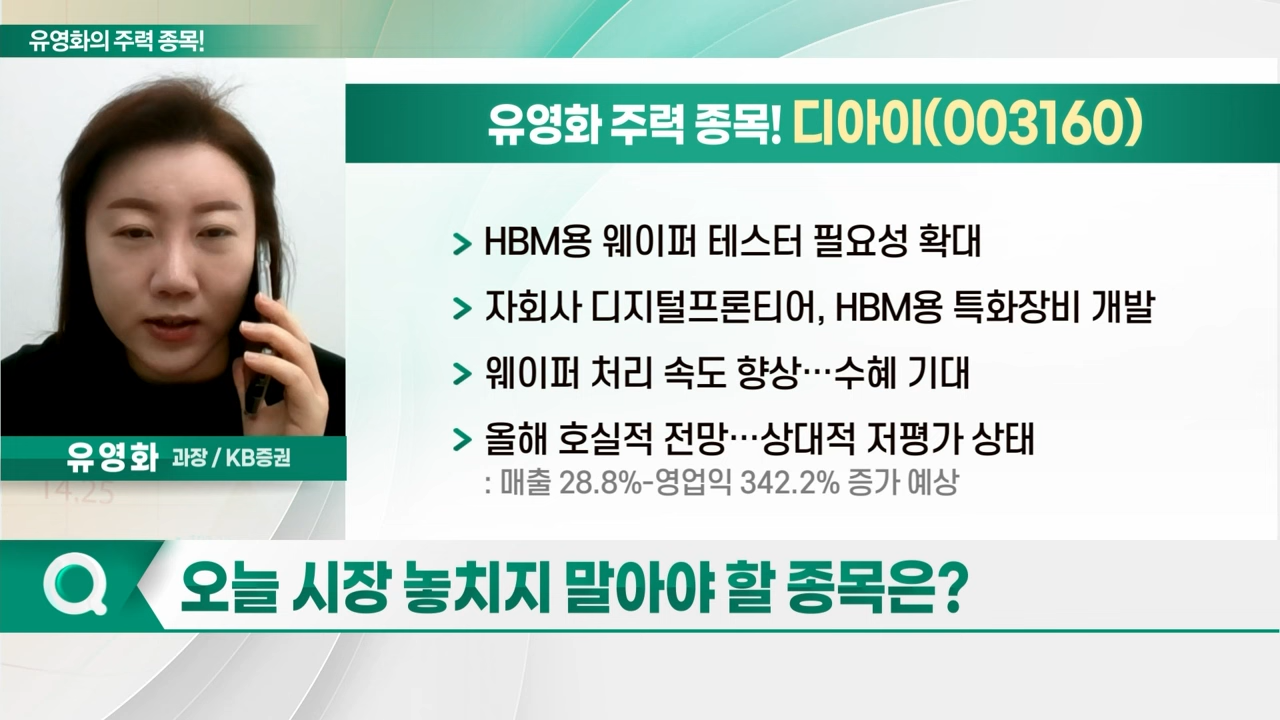 유영화의 주력 종목!
유영화 주력 종목! 디아이(003160)
HBM용 웨이퍼 테스터 필요성 확대
자회사 디지털프론티어, HBM용 특화장비 개발
웨이퍼 처리 속도 향상…수혜 기대
올해 호실적 전망…상대적 저평가 상태
: 매출 28.8%-영업익 342.2% 증가 예상
유영화 과장 / KB증권
14.25
오늘 시장 놓치지 말아야 할 종목은?